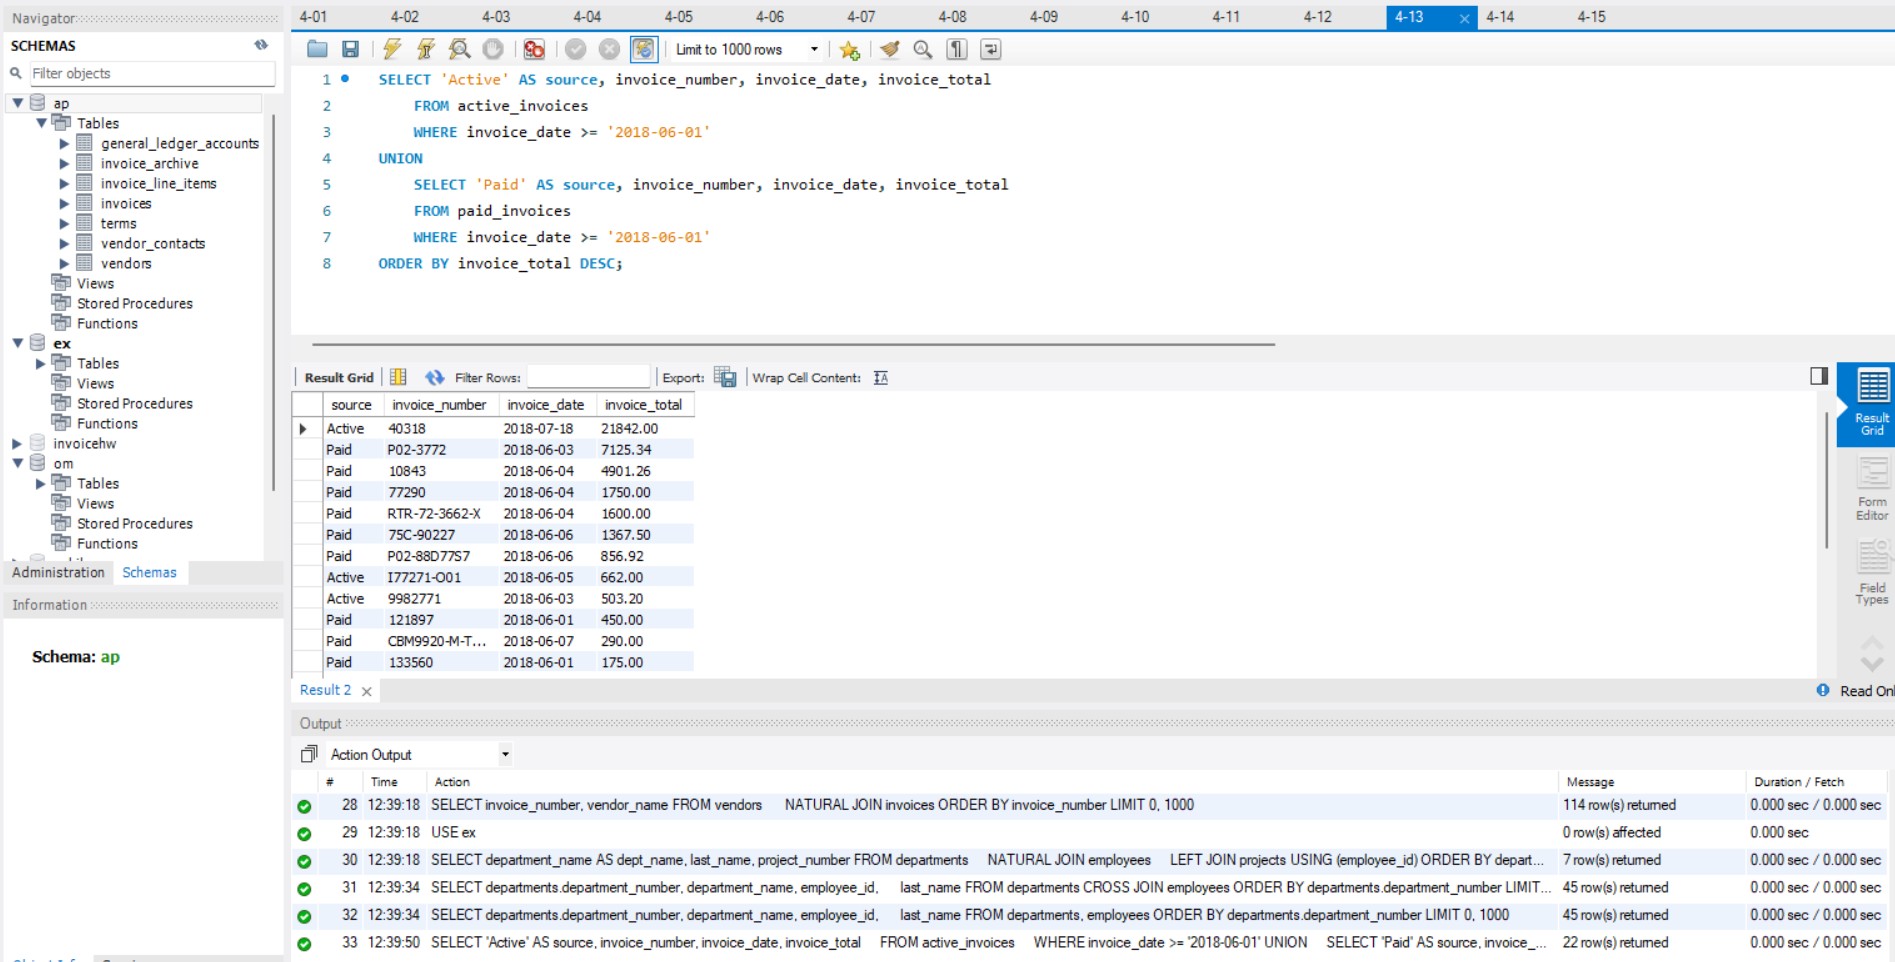 Navigator
SCHEMAS
Filter objects
ap
Tables
general_ledger_accounts
invoice_archive
invoice_line_items
invoices
terms
vendor_contacts
vendors
Views
Stored Procedures
Functions
ex
Tables
Views
Stored Procedures
Functions
invoicehw
om
Tables
Views
Stored Procedures
Functions
Administration Schemas
Information
Schema: ap
4-01 4-02 4-03 4-04 4-05 4-06 4-07 4-08 4-09 4-10 4-11 4-12 4-13 4-14 4-15
Limit to 1000 rows
1 SELECT 'Active' AS source, invoice_number, invoice_date, invoice_total
2 FROM active_invoices
3 WHERE invoice_date >= '2018-06-01'
4 UNION
5 SELECT 'Paid' AS source, invoice_number, invoice_date, invoice_total
6 FROM paid_invoices
7 WHERE invoice_date >= '2018-06-01'
8 ORDER BY invoice_total DESC;
Result Grid Filter Rows: Export: Wrap Cell Content:
source invoice_number invoice_date invoice_total
Active 40318 2018-07-18 21842.00
Paid P02-3772 2018-06-03 7125.34
Paid 10843 2018-06-04 4901.26
Paid 77290 2018-06-04 1750.00
Paid RTR-72-3662-X 2018-06-04 1600.00
Paid 75C-90227 2018-06-06 1367.50
Paid P02-88D77S7 2018-06-06 856.92
Active I77271-O01 2018-06-05 662.00
Active 9982771 2018-06-03 503.20
Paid 121897 2018-06-01 450.00
Paid CBM9920-M-T... 2018-06-07 290.00
Paid 133560 2018-06-01 175.00
Result Grid
Form Editor
Field Types
Result 2
Read Onl
Output
Action Output
# Time Action Message Duration / Fetch
28 12:39:18 SELECT invoice_number, vendor_name FROM vendors NATURAL JOIN invoices ORDER BY invoice_number LIMIT 0, 1000 114 row(s) returned 0.000 sec / 0.000 sec
29 12:39:18 USE ex 0 row(s) affected 0.000 sec
30 12:39:18 SELECT department_name AS dept_name, last_name, project_number FROM departments NATURAL JOIN employees LEFT JOIN projects USING (employee_id) ORDER BY depart... 7 row(s) returned 0.000 sec / 0.000 sec
31 12:39:34 SELECT departments.department_number, department_name, employee_id, last_name FROM departments CROSS JOIN employees ORDER BY departments.department_number LIMIT... 45 row(s) returned 0.000 sec / 0.000 sec
32 12:39:34 SELECT departments.department_number, department_name, employee_id, last_name FROM departments, employees ORDER BY departments.department_number LIMIT 0, 1000 45 row(s) returned 0.000 sec / 0.000 sec
33 12:39:50 SELECT 'Active' AS source, invoice_number, invoice_date, invoice_total FROM active_invoices WHERE invoice_date >= '2018-06-01' UNION SELECT 'Paid' AS source, invoice_... 22 row(s) returned 0.000 sec / 0.000 sec